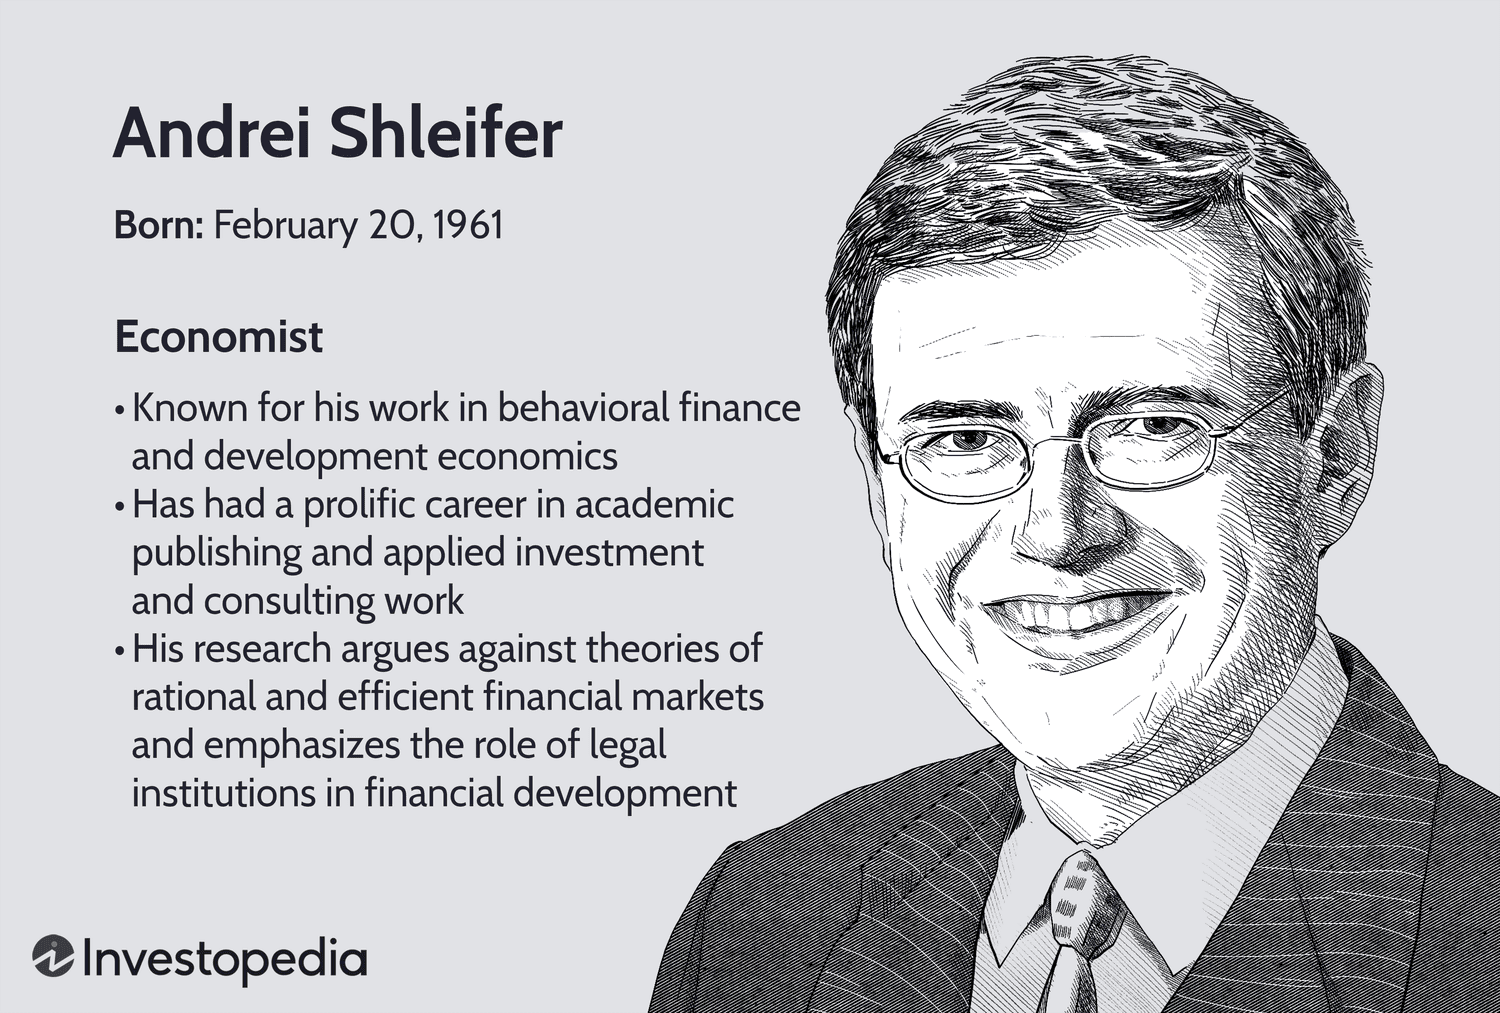 Andrei Shleifer
Born: February 20, 1961
Economist
• Known for his work in behavioral finance
and development economics
• Has had a prolific career in academic
publishing and applied investment
and consulting work
• His research argues against theories of
rational and efficient financial markets
and emphasizes the role of legal
institutions in financial development
Investopedia